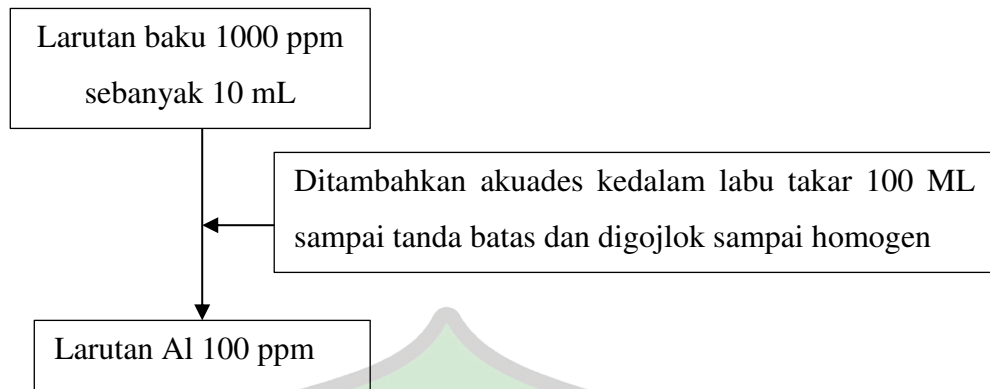 Larutan baku 1000 ppm
sebanyak 10 mL
Ditambahkan akuades kedalam labu takar 100 ML
sampai tanda batas dan digojlok sampai homogen
Larutan Al 100 ppm